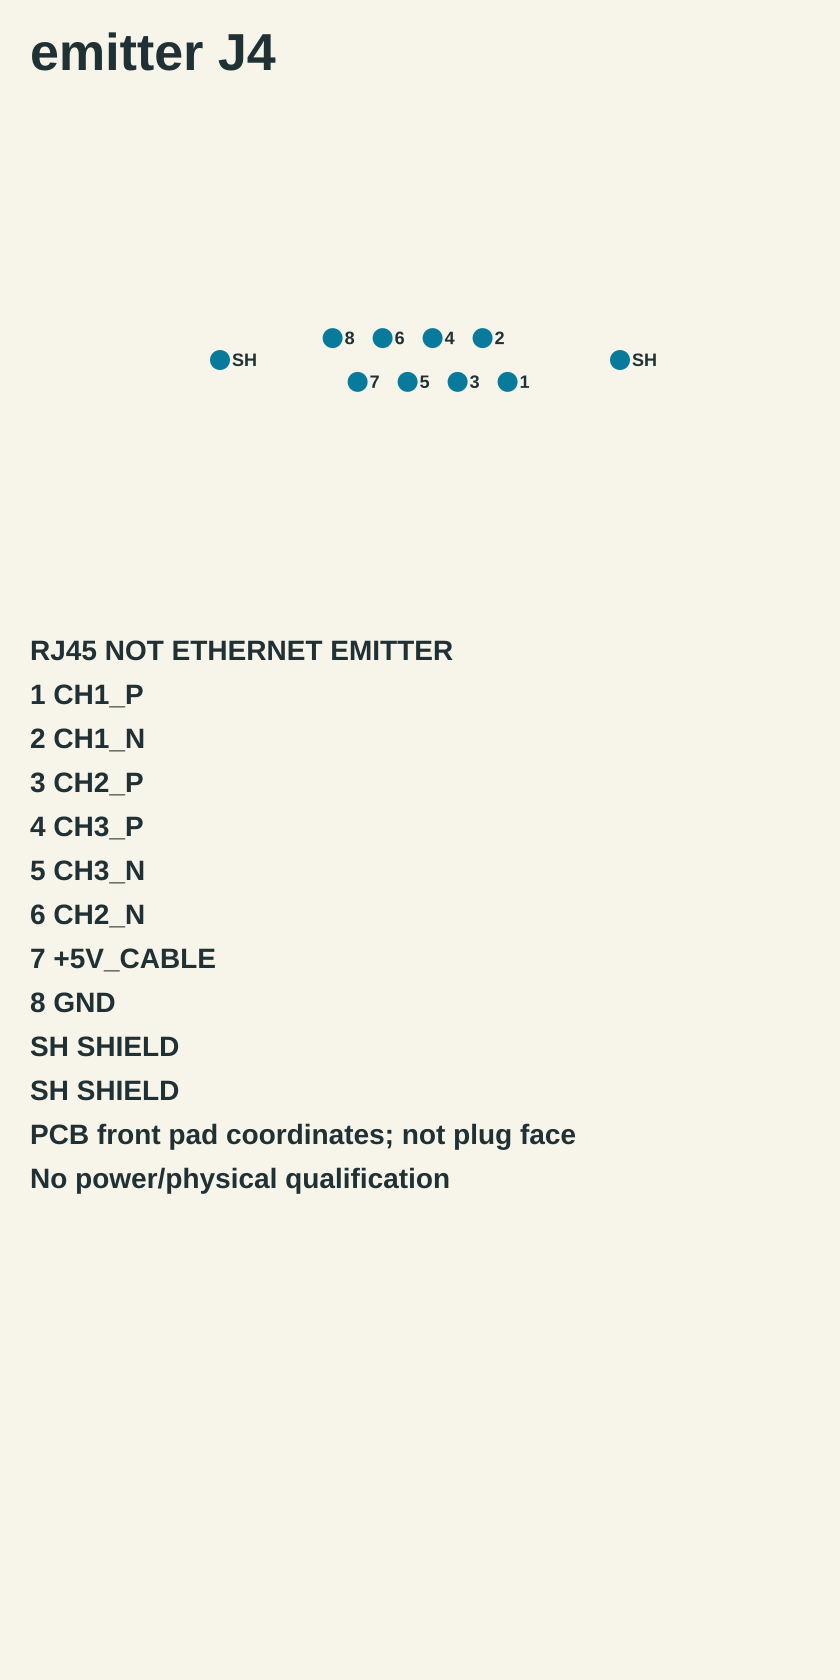 emitter J4
8 6 4 2
SH SH
7 5 3 1
RJ45 NOT ETHERNET EMITTER
1 CH1_P
2 CH1_N
3 CH2_P
4 CH3_P
5 CH3_N
6 CH2_N
7 +5V_CABLE
8 GND
SH SHIELD
SH SHIELD
PCB front pad coordinates; not plug face
No power/physical qualification